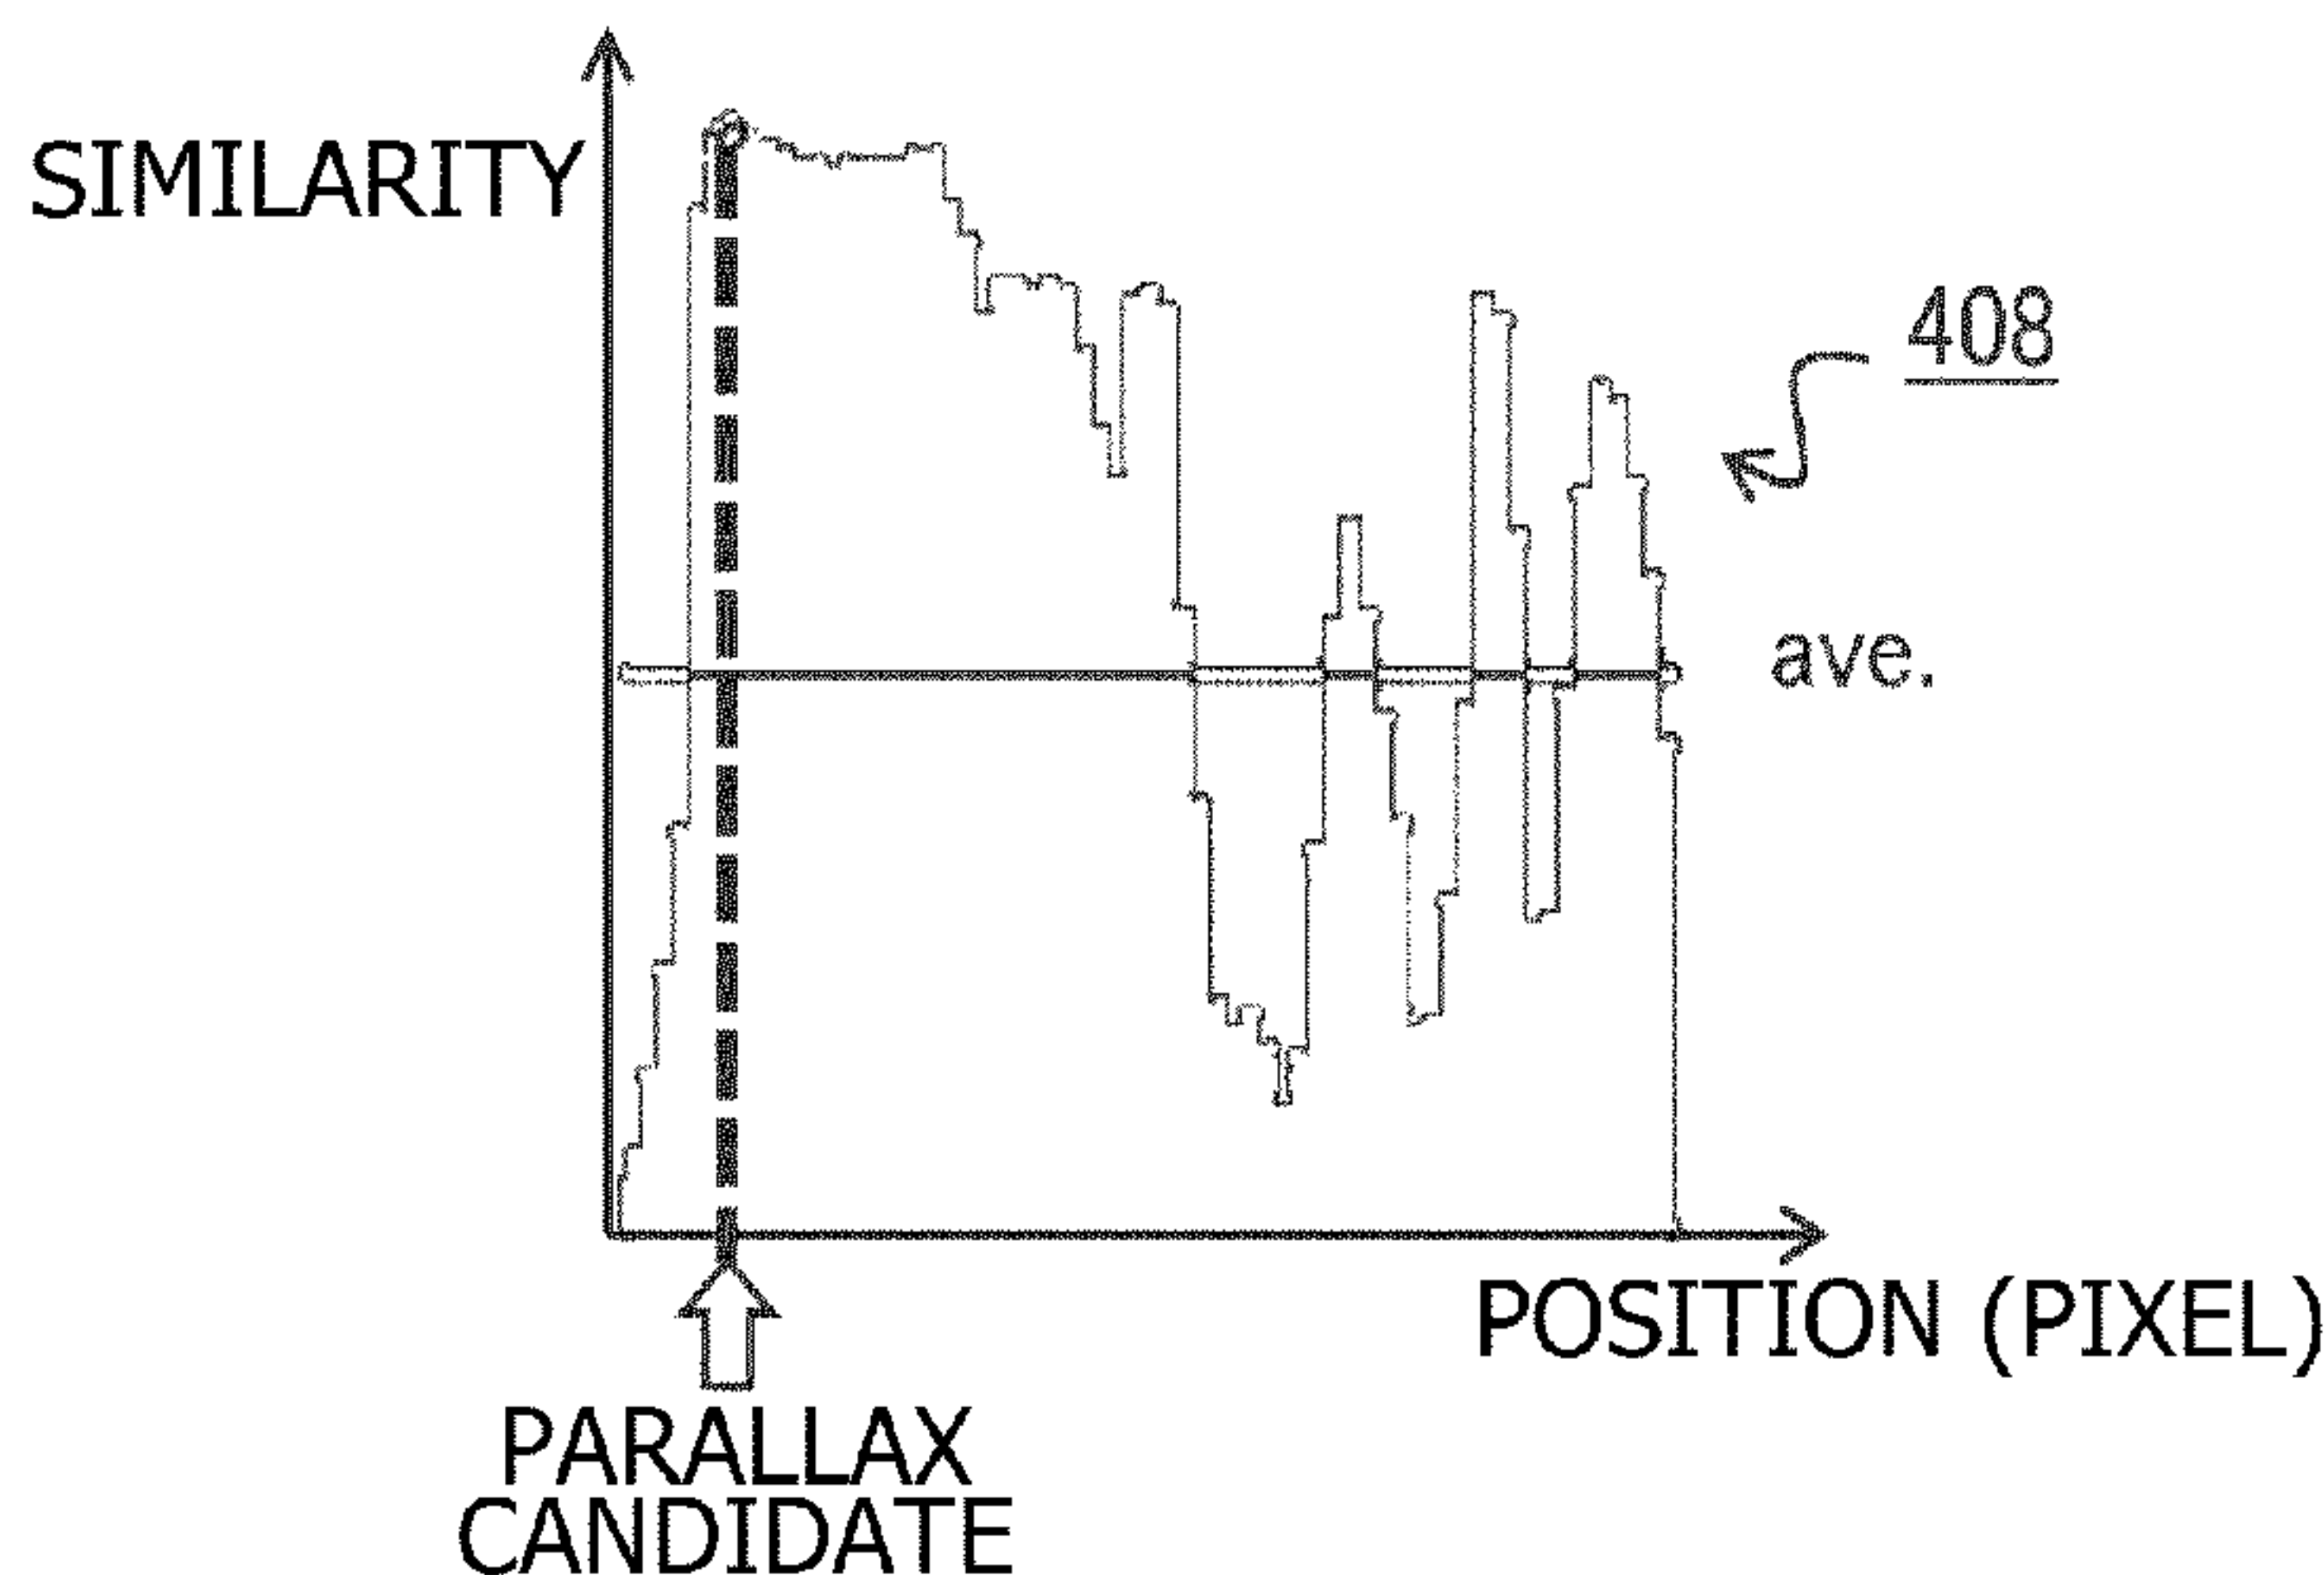 SIMILARITY
408
ave.
POSITION (PIXEL)
PARALLAX
CANDIDATE